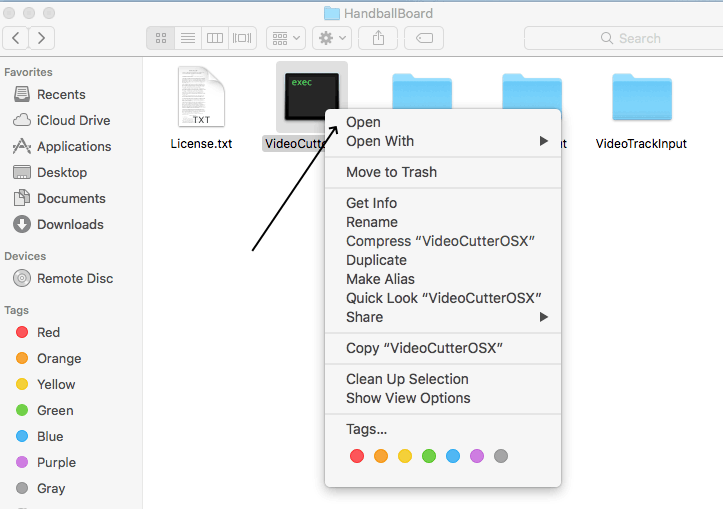 HandballBoard
Search
Favorites
Recents
iCloud Drive
Applications
Desktop
Documents
Downloads
Devices
Remote Disc
Tags
Red
Orange
Yellow
Green
Blue
Purple
Gray
TXT
exec
License.txt
VideoCutte
ut
VideoTrackInput
Open
Open With
Move to Trash
Get Info
Rename
Compress “VideoCutterOSX”
Duplicate
Make Alias
Quick Look “VideoCutterOSX”
Share
Copy “VideoCutterOSX”
Clean Up Selection
Show View Options
Tags...